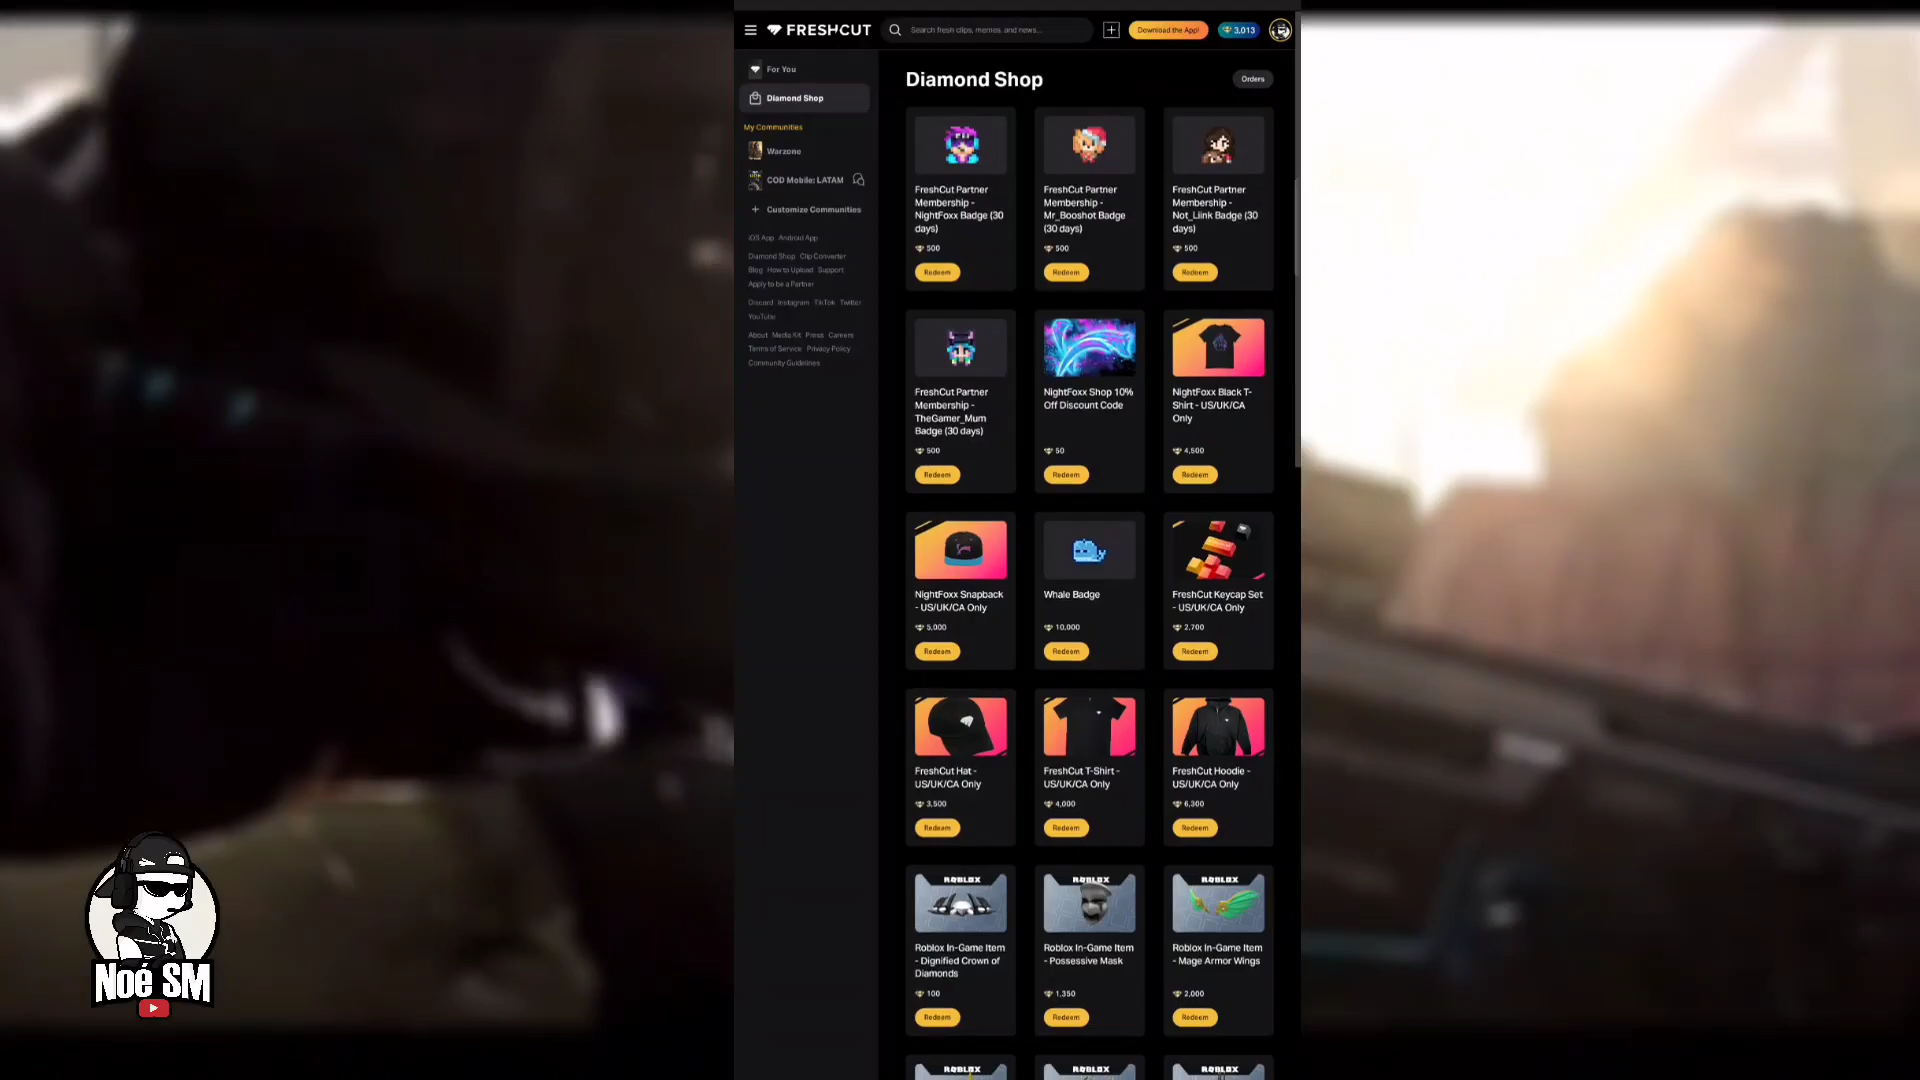 FRESHCUT
Search fresh clips, memes, and news...
Download the App!
3,013
For You
Diamond Shop
My Communities
Warzone
COD Mobile: LATAM
Customize Communities
iOS App Android App
Diamond Shop Clip Converter
Blog How to Upload Support
Apply to be a Partner
Discord Instagram TikTok Twitter
YouTube
About Media Kit Press Careers
Terms of Service Privacy Policy
Community Guidelines
Diamond Shop
Orders
FreshCut Partner
Membership -
NightFoxx Badge (30
days)
500
Redeem
FreshCut Partner
Membership -
Mr_Booshot Badge
(30 days)
500
Redeem
FreshCut Partner
Membership -
Not_Liink Badge (30
days)
500
Redeem
FreshCut Partner
Membership -
TheGamer_Mum
Badge (30 days)
500
Redeem
NightFoxx Shop 10%
Off Discount Code
50
Redeem
NightFoxx Black T-
Shirt - US/UK/CA
Only
4,500
Redeem
NightFoxx Snapback
- US/UK/CA Only
5,000
Redeem
Whale Badge
10,000
Redeem
FreshCut Keycap Set
- US/UK/CA Only
2,700
Redeem
FreshCut Hat -
US/UK/CA Only
3,500
Redeem
FreshCut T-Shirt -
US/UK/CA Only
4,000
Redeem
FreshCut Hoodie -
US/UK/CA Only
6,300
Redeem
ROBLOX
Roblox In-Game Item
- Dignified Crown of
Diamonds
100
Redeem
ROBLOX
Roblox In-Game Item
- Possessive Mask
1,350
Redeem
ROBLOX
Roblox In-Game Item
- Mage Armor Wings
2,000
Redeem
ROBLOX
ROBLOX
ROBLOX
Noé SM